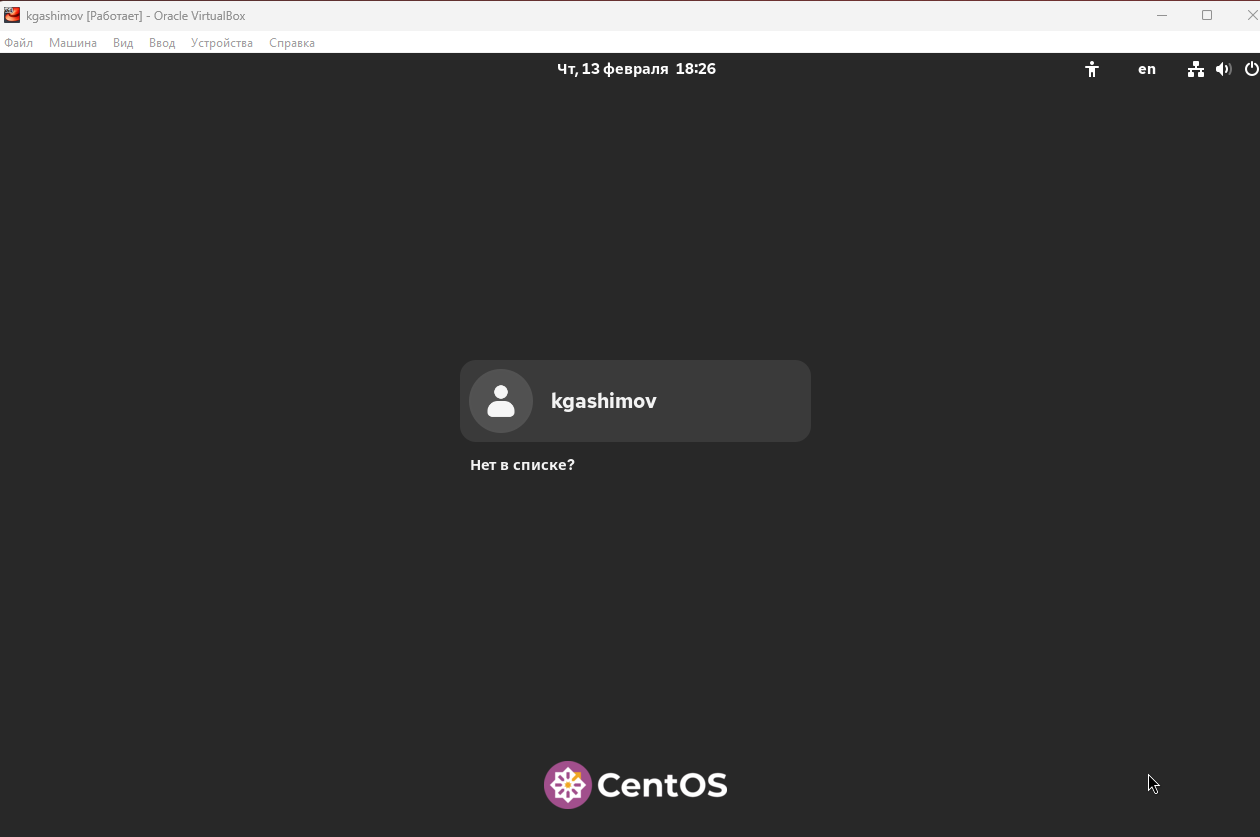 kgashimov [Работает] - Oracle VirtualBox
Файл Машина Вид Ввод Устройства Справка
Чт, 13 февраля 18:26 en
kgashimov
Нет в списке?
CentOS